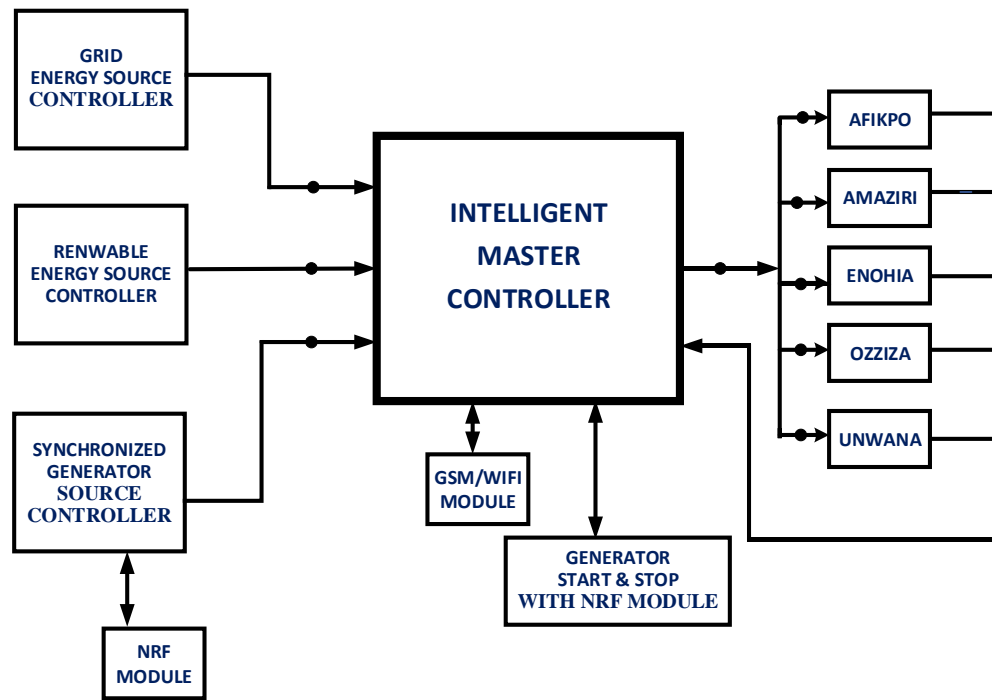 GRID
ENERGY SOURCE
CONTROLLER
RENWABLE
ENERGY SOURCE
CONTROLLER
SYNCHRONIZED
GENERATOR
SOURCE
CONTROLLER
NRF
MODULE
INTELLIGENT
MASTER
CONTROLLER
GSM/WIFI
MODULE
GENERATOR
START & STOP
WITH NRF MODULE
AFIKPO
AMAZIRI
ENOHIA
OZZIZA
UNWANA